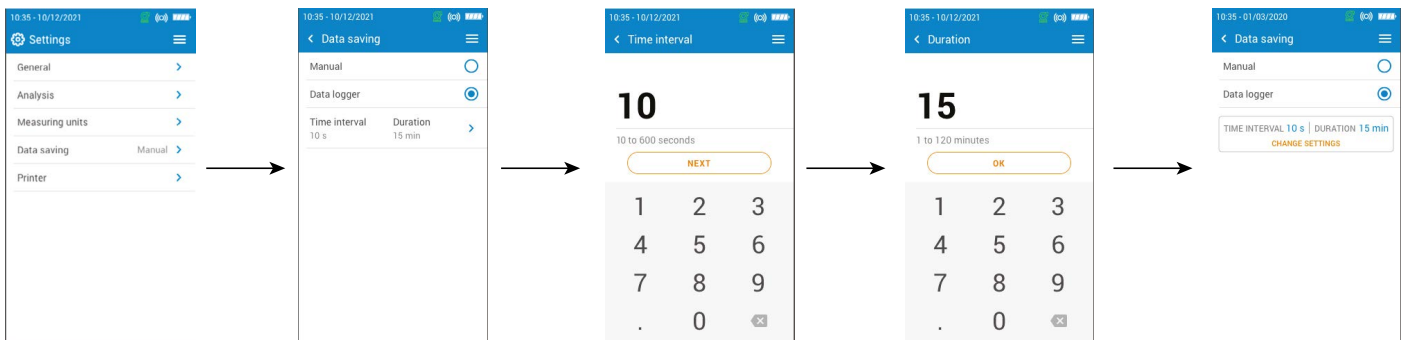 10:35 - 10/12/2021
Settings
General
Analysis
Measuring units
Data saving Manual
Printer
10:35 - 10/12/2021
Data saving
Manual
Data logger
Time interval Duration
10 s 15 min
10:35 - 10/12/2021
Time interval
10
10 to 600 seconds
NEXT
1 2 3
4 5 6
7 8 9
. 0
10:35 - 10/12/2021
Duration
15
1 to 120 minutes
OK
1 2 3
4 5 6
7 8 9
. 0
10:35 - 01/03/2020
Data saving
Manual
Data logger
TIME INTERVAL 10 s | DURATION 15 min
CHANGE SETTINGS